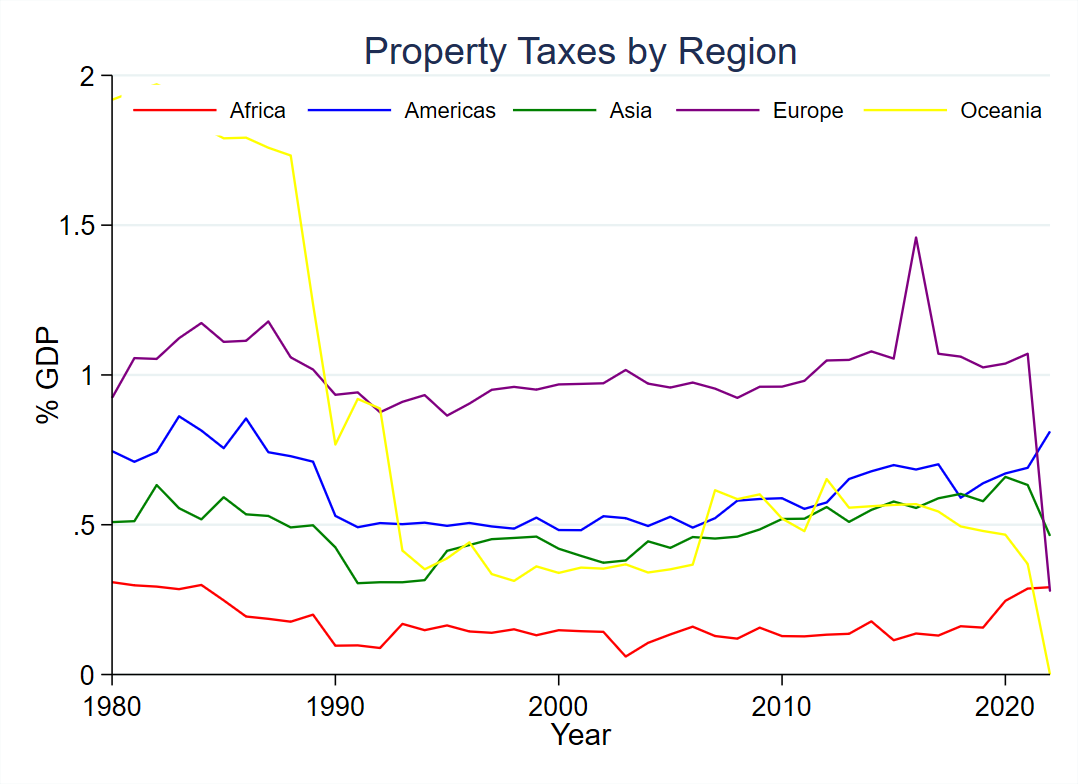 Property Taxes by Region
Africa Americas Asia Europe Oceania
2
1.5
1
.5
0
% GDP
1980 1990 2000 2010 2020
Year